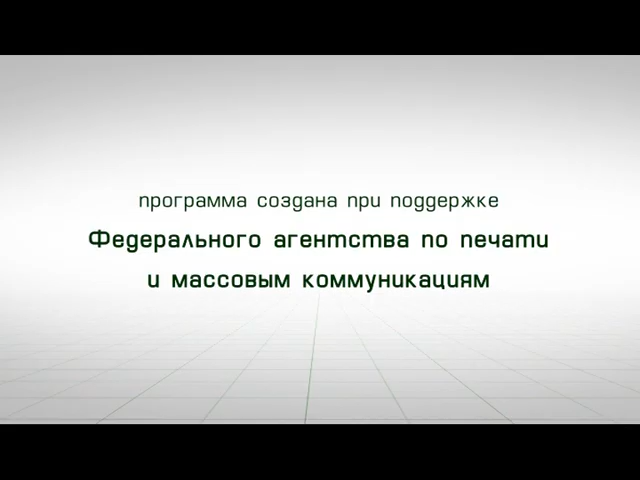 программа создана при поддержке
Федерального агентства по печати
и массовым коммуникациям